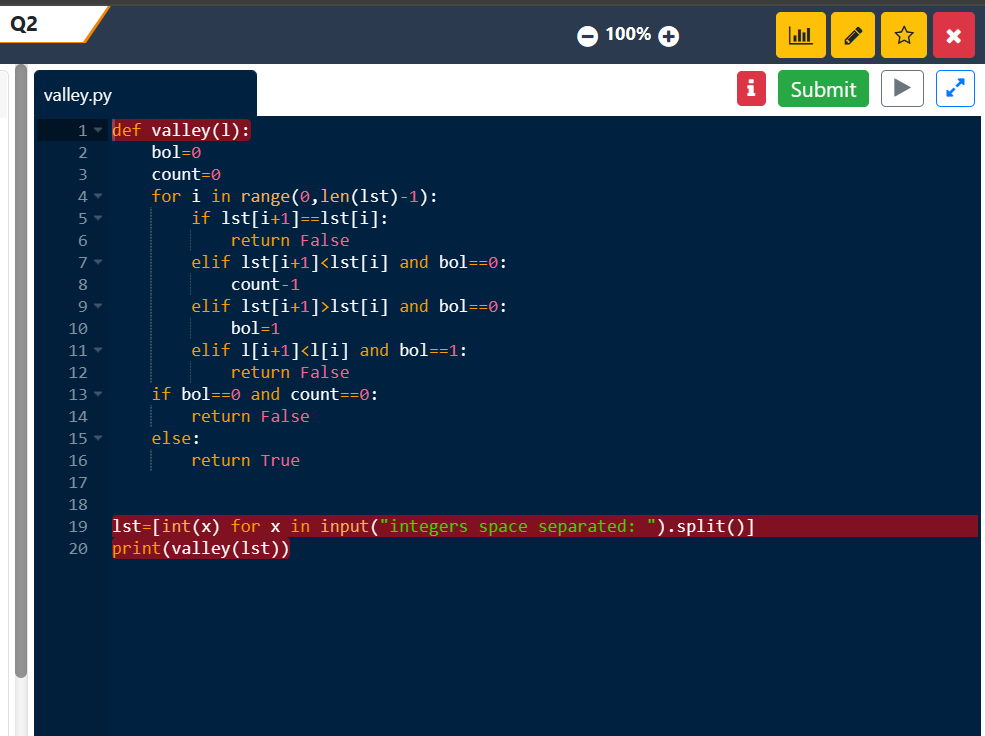 Q2
100%
valley.py
i
Submit
1 def valley(l):
2     bol=0
3     count=0
4     for i in range(0,len(lst)-1):
5         if lst[i+1]==lst[i]:
6             return False
7         elif lst[i+1]<lst[i] and bol==0:
8             count-1
9         elif lst[i+1]>lst[i] and bol==0:
10             bol=1
11         elif l[i+1]<l[i] and bol==1:
12             return False
13     if bol==0 and count==0:
14         return False
15     else:
16         return True
17
18
19 lst=[int(x) for x in input("integers space separated: ").split()]
20 print(valley(lst))